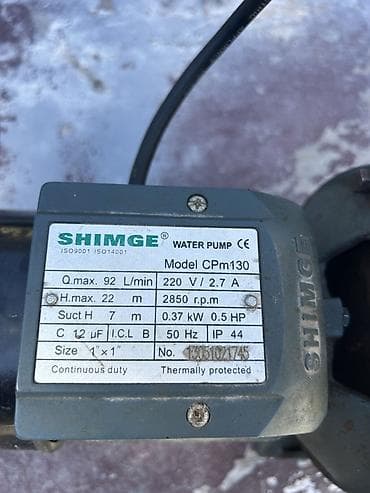 SHIMGE® WATER PUMP CE
ISO9001 ISO14001
Model CPm130
Q.max. 92 L/min 220 V / 2.7 A
H.max. 22 m 2850 r.p.m
Suct H 7 m 0.37 kW 0.5 HP
C 12 µF I.C.L B 50 Hz IP 44
Size 1"×1" No. 13051021745
Continuous duty Thermally protected
SHIMGE